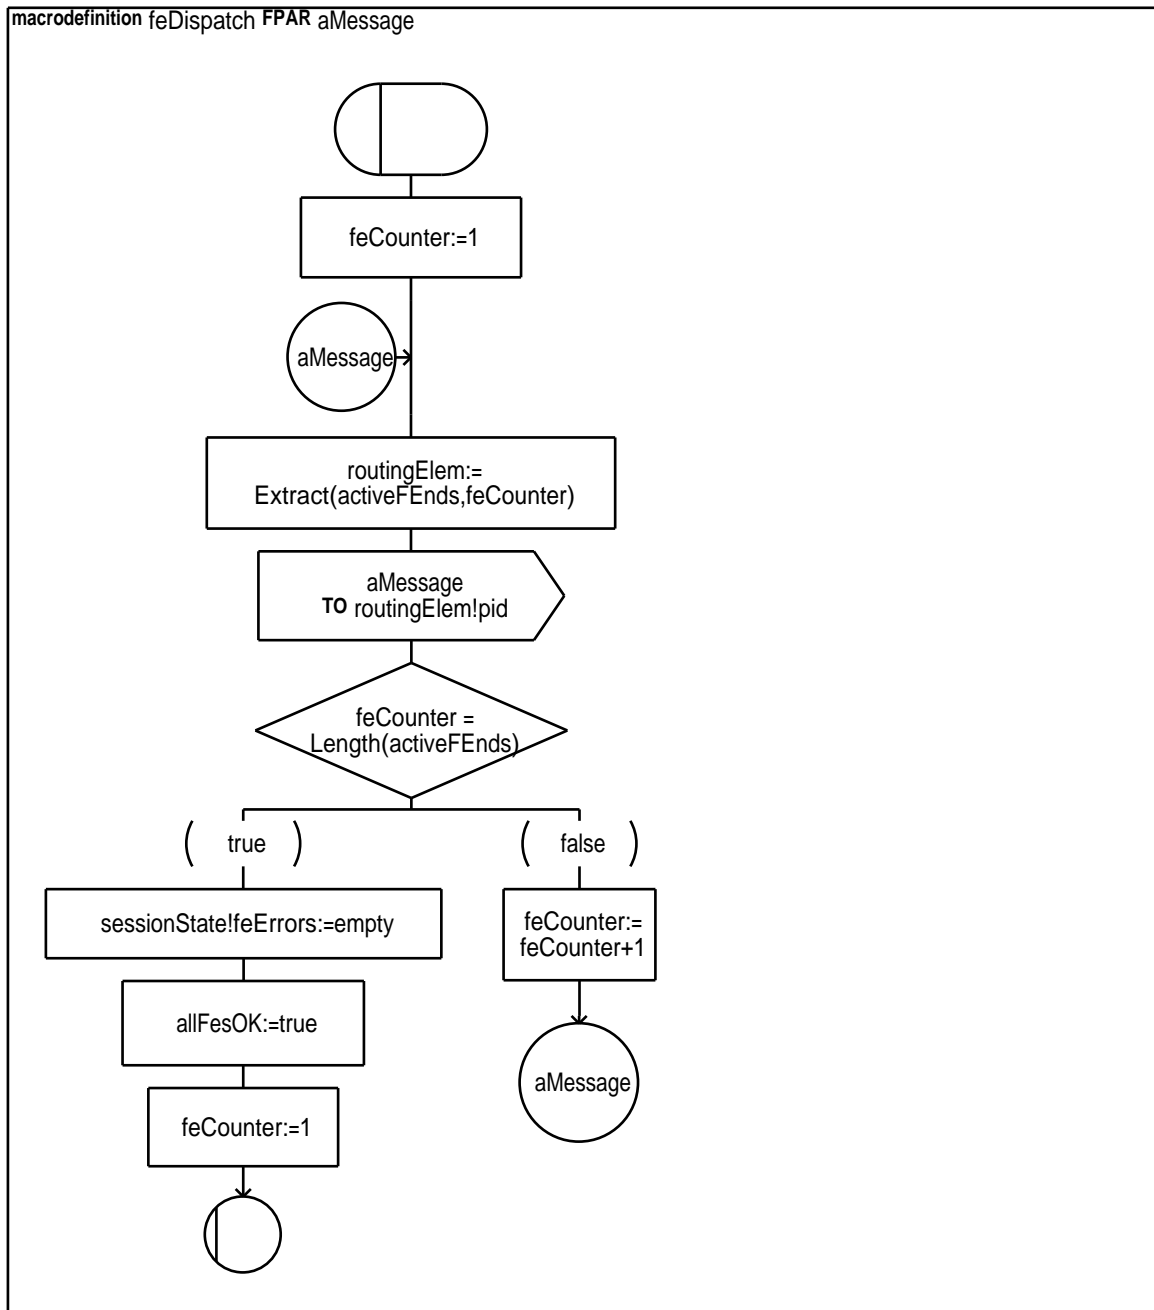 macrodefinition feDispatch FPAR aMessage
feCounter:=1
aMessage
routingElem:=
Extract(activeFEnds,feCounter)
aMessage
TO routingElem!pid
feCounter =
Length(activeFEnds)
( true )
( false )
sessionState!feErrors:=empty
feCounter:=
feCounter+1
allFesOK:=true
aMessage
feCounter:=1